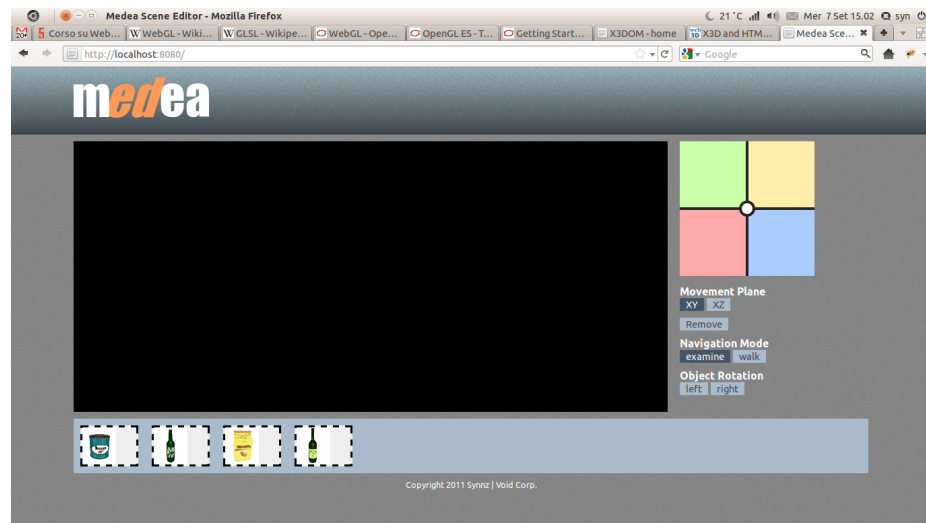 Medea Scene Editor - Mozilla Firefox
21°C Mer 7 Set 15.02 syn
20+ Corso su Web... WebGL - Wiki... GLSL - Wikipe... WebGL - Ope... OpenGL ES - T... Getting Start... X3DOM - home X3D and HTM... Medea Sce...
http://localhost:8080/ Google
medea
Movement Plane
XY XZ
Remove
Navigation Mode
examine walk
Object Rotation
left right
Copyright 2011 Synnz | Void Corp.